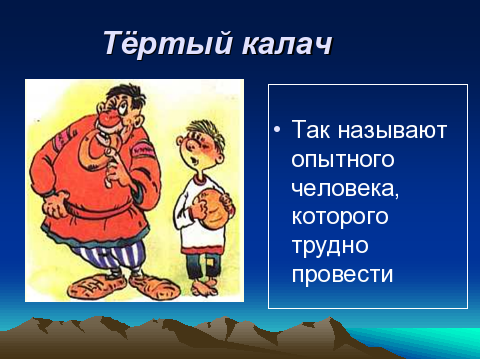 Тёртый калач
• Так называют
опытного
человека,
которого
трудно
провести